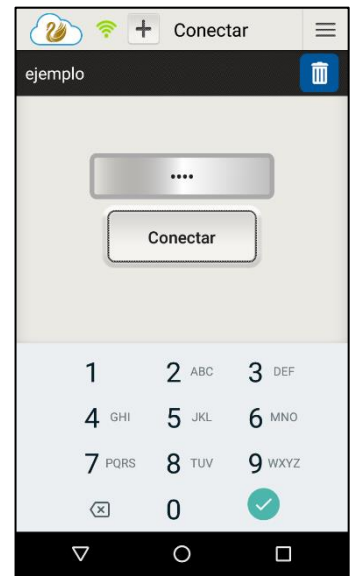 Conectar
ejemplo
••••
Conectar
1 2 ABC 3 DEF
4 GHI 5 JKL 6 MNO
7 PQRS 8 TUV 9 WXYZ
0